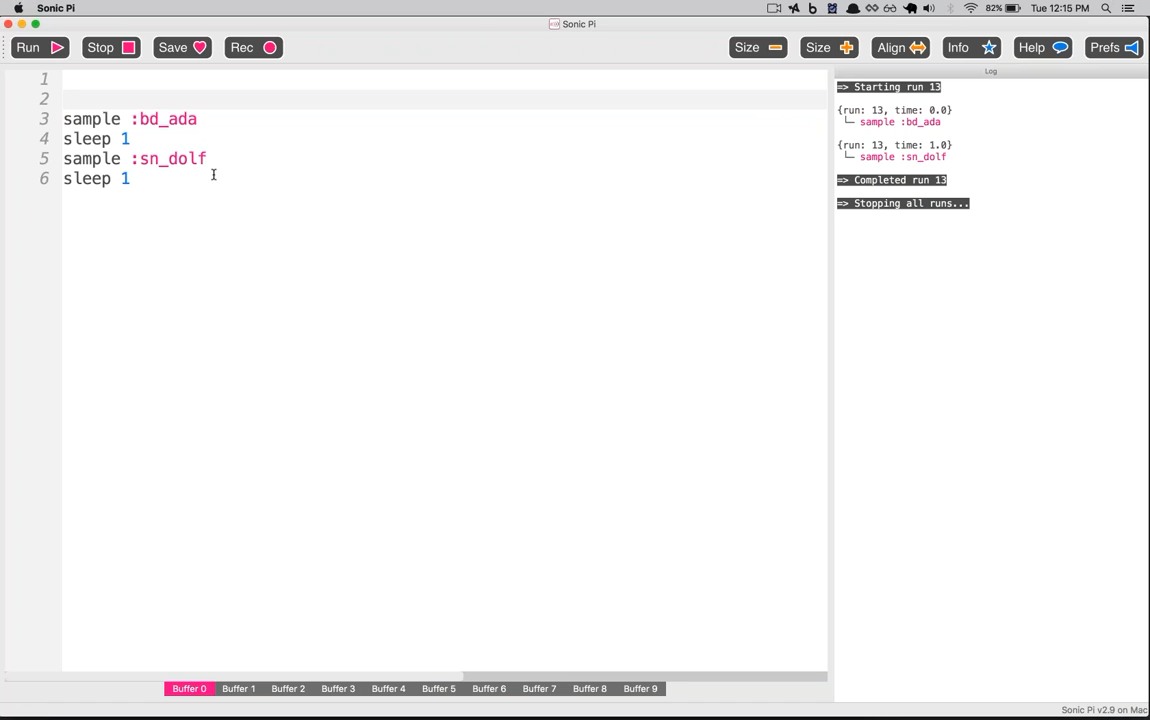 Sonic Pi
82%
Tue 12:15 PM
Sonic Pi
Run
Stop
Save
Rec
Size
Size
Align
Info
Help
Prefs
Log
1
2
3 sample :bd_ada
4 sleep 1
5 sample :sn_dolf
6 sleep 1
=> Starting run 13
{run: 13, time: 0.0}
└─ sample :bd_ada
{run: 13, time: 1.0}
└─ sample :sn_dolf
=> Completed run 13
=> Stopping all runs...
Buffer 0
Buffer 1
Buffer 2
Buffer 3
Buffer 4
Buffer 5
Buffer 6
Buffer 7
Buffer 8
Buffer 9
Sonic Pi v2.9 on Mac